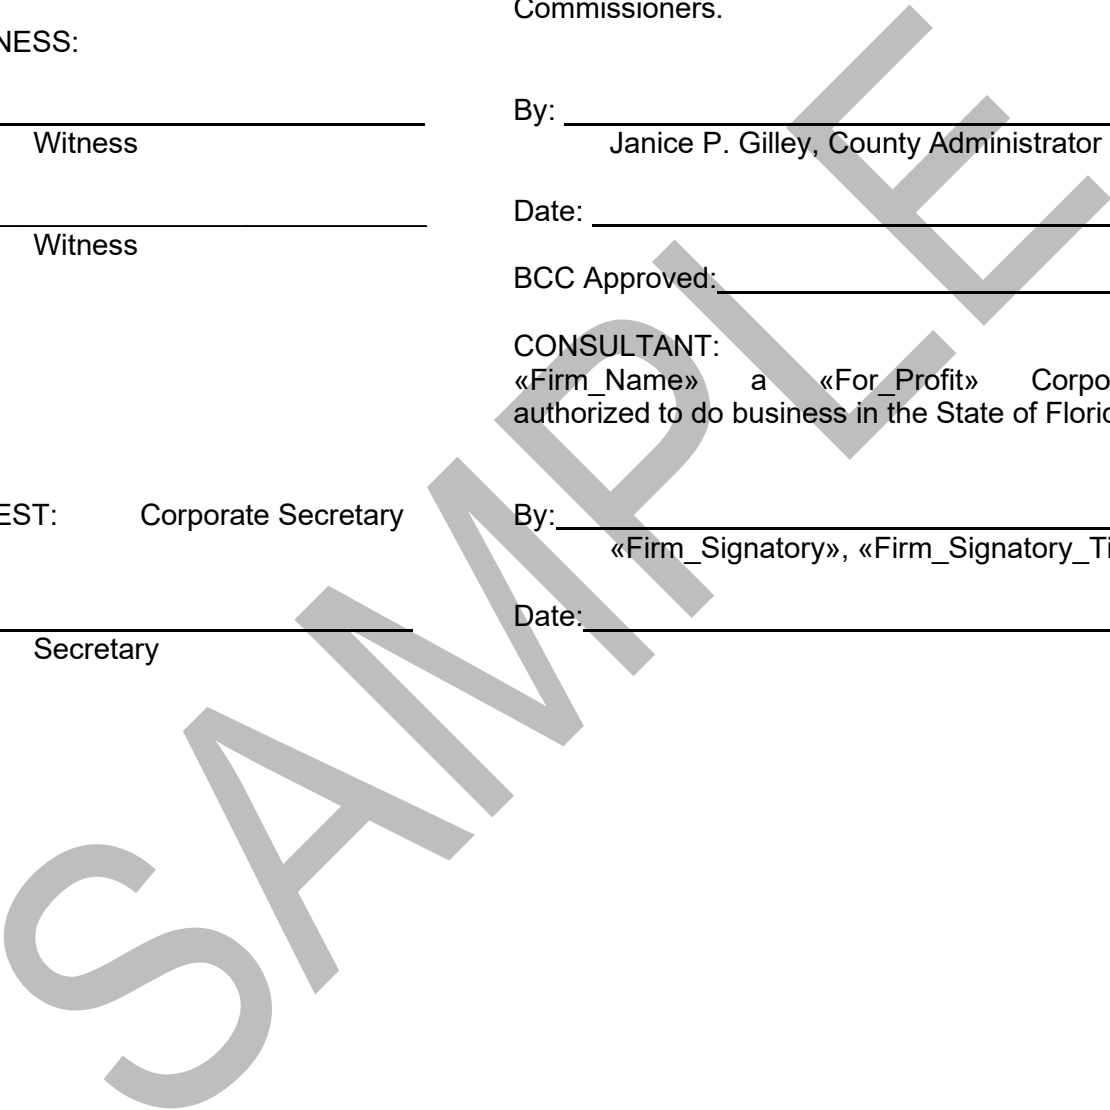 Commissioners.
NESS:
By:
Witness
Janice P. Gilley, County Administrator
Date:
Witness
BCC Approved:
CONSULTANT:
«Firm_Name» a «For_Profit» Corpo
authorized to do business in the State of Flori
EST: Corporate Secretary
By:
«Firm_Signatory», «Firm_Signatory_Ti
Date:
Secretary
SAMPLE